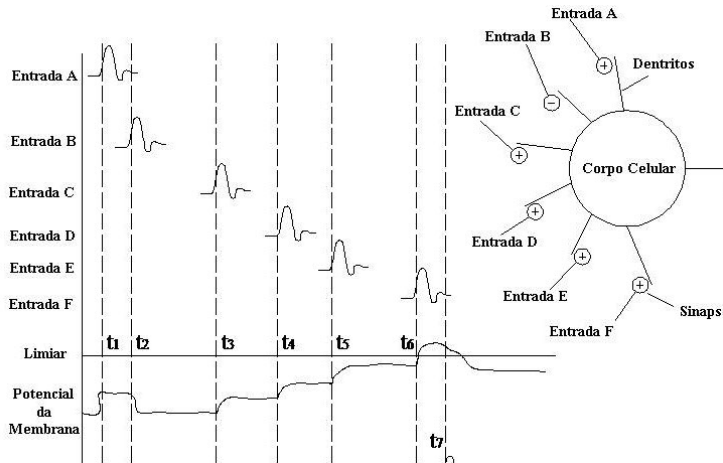 Entrada A
Entrada B
Entrada C
Entrada D
Entrada E
Entrada F
t1
t2
t3
t4
t5
t6
Limiar
Potencial
da
Membrana
t7
Entrada A
Entrada B
Dentritos
Entrada C
Corpo Celular
Entrada D
Entrada E
Sinaps
Entrada F
+
−
+
+
+
+